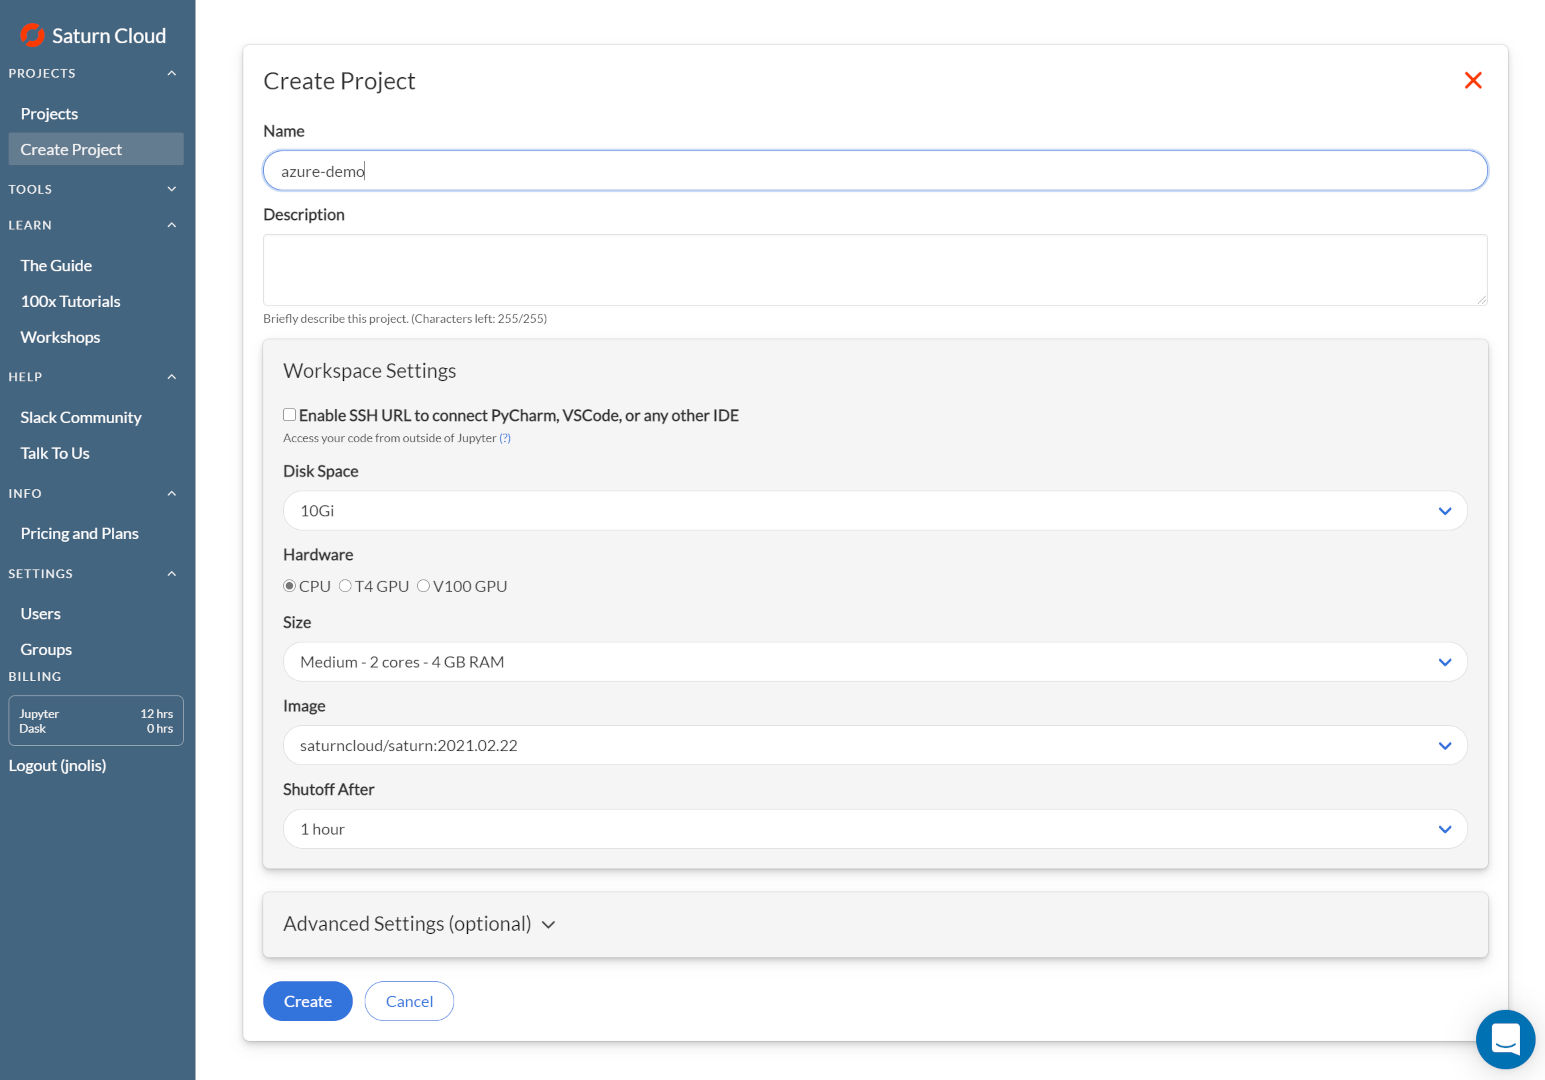 Saturn Cloud
PROJECTS
Projects
Create Project
TOOLS
LEARN
The Guide
100x Tutorials
Workshops
HELP
Slack Community
Talk To Us
INFO
Pricing and Plans
SETTINGS
Users
Groups
BILLING
Jupyter 12 hrs
Dask 0 hrs
Logout (jnolis)
Create Project
Name
azure-demo
Description
Briefly describe this project. (Characters left: 255/255)
Workspace Settings
Enable SSH URL to connect PyCharm, VSCode, or any other IDE
Access your code from outside of Jupyter (?)
Disk Space
10Gi
Hardware
CPU T4 GPU V100 GPU
Size
Medium - 2 cores - 4 GB RAM
Image
saturncloud/saturn:2021.02.22
Shutoff After
1 hour
Advanced Settings (optional)
Create Cancel